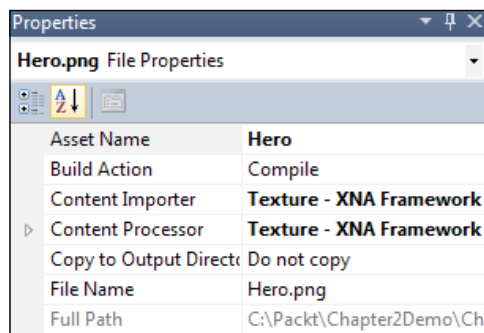 Properties
Hero.png File Properties
A Z
Asset Name Hero
Build Action Compile
Content Importer Texture - XNA Framework
Content Processor Texture - XNA Framework
Copy to Output Directo Do not copy
File Name Hero.png
Full Path C:\Packt\Chapter2Demo\Ch